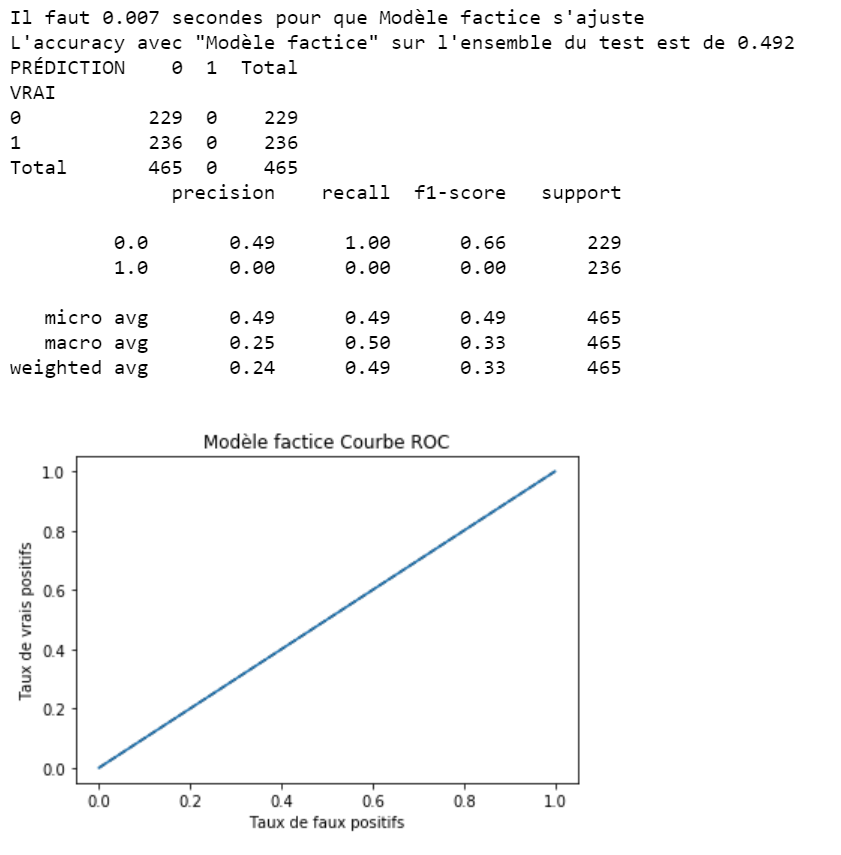 Il faut 0.007 secondes pour que Modèle factice s'ajuste
L'accuracy avec "Modèle factice" sur l'ensemble du test est de 0.492
PRÉDICTION 0 1 Total
VRAI
0 229 0 229
1 236 0 236
Total 465 0 465
precision recall f1-score support
0.0 0.49 1.00 0.66 229
1.0 0.00 0.00 0.00 236
micro avg 0.49 0.49 0.49 465
macro avg 0.25 0.50 0.33 465
weighted avg 0.24 0.49 0.33 465
Modèle factice Courbe ROC
Taux de vrais positifs
1.0
0.8
0.6
0.4
0.2
0.0
0.0 0.2 0.4 0.6 0.8 1.0
Taux de faux positifs